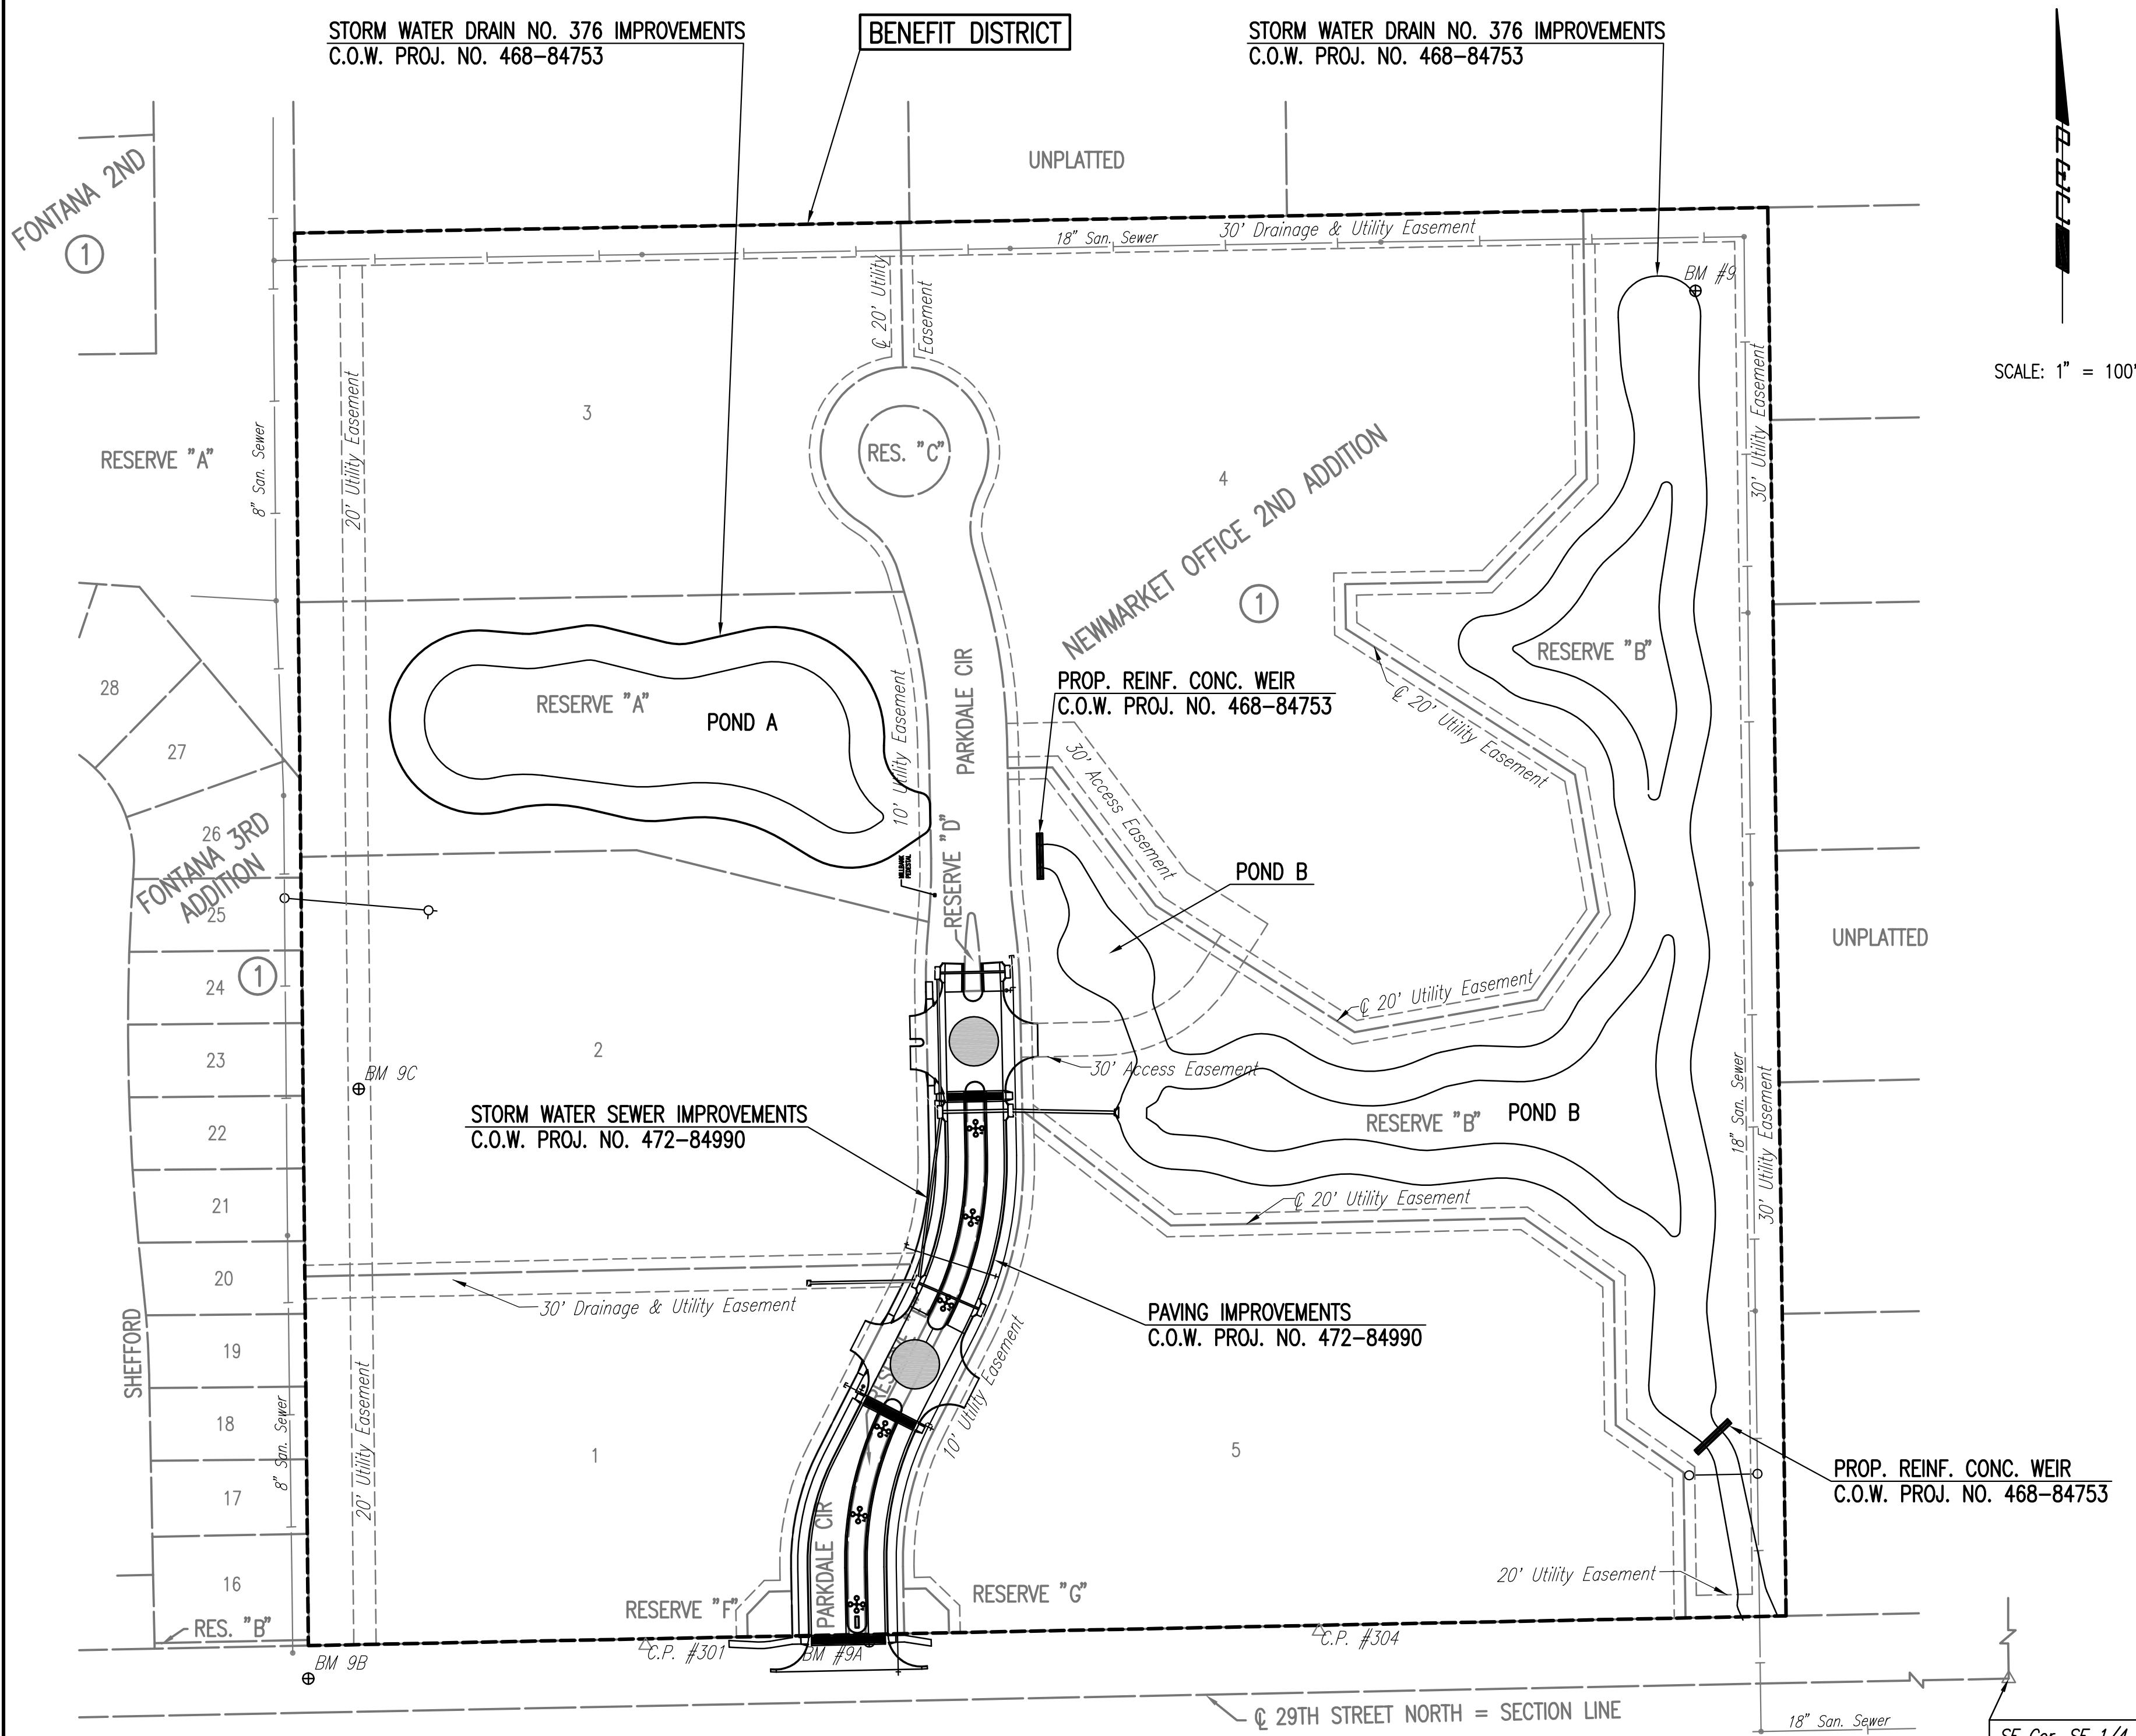 STORM WATER DRAIN NO. 376 IMPROVEMENTS
C.O.W. PROJ. NO. 468-84753
BENEFIT DISTRICT
STORM WATER DRAIN NO. 376 IMPROVEMENTS
C.O.W. PROJ. NO. 468-84753
UNPLATTED
FONTANA 2ND
1
18" San. Sewer
30' Drainage & Utility Easement
BM #9
SCALE: 1" = 100'
℄ 20' Utility
Easement
20' Utility Easement
8" San. Sewer
30' Utility Easement
3
RES. "C"
4
RESERVE "A"
NEWMARKET OFFICE 2ND ADDITION
1
RESERVE "B"
28
27
26
RESERVE "A"
POND A
10' Utility Easement
PARKDALE CIR
PROP. REINF. CONC. WEIR
C.O.W. PROJ. NO. 468-84753
℄ 20' Utility Easement
30' Access Easement
FONTANA 3RD
ADDITION
25
RESERVE "D"
POND B
UNPLATTED
24
1
℄ 20' Utility Easement
23
2
BM 9C
30' Access Easement
STORM WATER SEWER IMPROVEMENTS
C.O.W. PROJ. NO. 472-84990
RESERVE "B"
POND B
18" San. Sewer
30' Utility Easement
22
21
℄ 20' Utility Easement
20
30' Drainage & Utility Easement
PAVING IMPROVEMENTS
C.O.W. PROJ. NO. 472-84990
SHEFFORD
19
18
8" San. Sewer
20' Utility Easement
10' Utility Easement
1
5
17
PROP. REINF. CONC. WEIR
C.O.W. PROJ. NO. 468-84753
PARKDALE CIR
16
20' Utility Easement
RESERVE "F"
RESERVE "G"
RES. "B"
C.P. #301
BM #9A
C.P. #304
BM 9B
℄ 29TH STREET NORTH = SECTION LINE
18" San. Sewer
SE Cor. SE 1/4